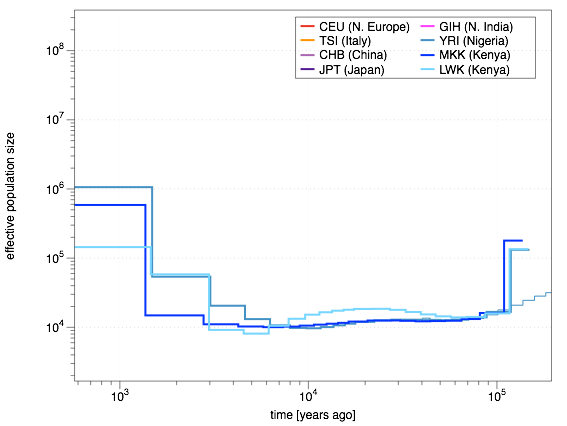 CEU (N. Europe) GIH (N. India)
TSI (Italy) YRI (Nigeria)
CHB (China) MKK (Kenya)
JPT (Japan) LWK (Kenya)
10^8
10^7
10^6
10^5
10^4
effective population size
10^3 10^4 10^5
time [years ago]